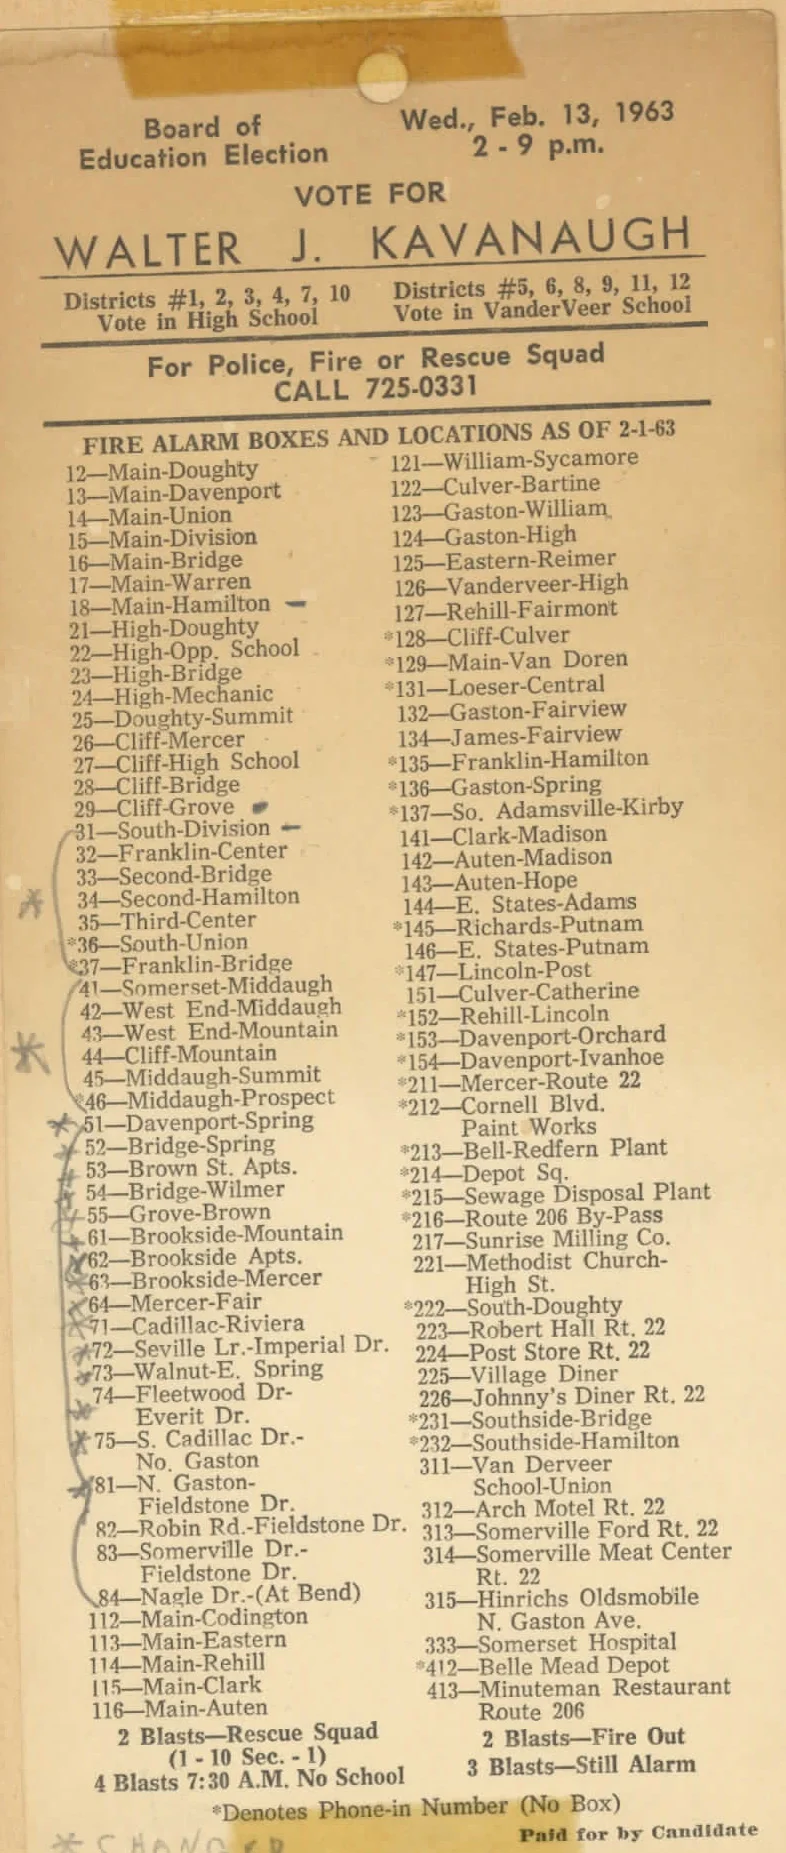 Board of
Education Election
Wed., Feb. 13, 1963
2 - 9 p.m.
VOTE FOR
WALTER J. KAVANAUGH
Districts #1, 2, 3, 4, 7, 10
Vote in High School
Districts #5, 6, 8, 9, 11, 12
Vote in VanderVeer School
For Police, Fire or Rescue Squad
CALL 725-0331
FIRE ALARM BOXES AND LOCATIONS AS OF 2-1-63
12—Main-Doughty
13—Main-Davenport
14—Main-Union
15—Main-Division
16—Main-Bridge
17—Main-Warren
18—Main-Hamilton
21—High-Doughty
22—High-Opp. School
23—High-Bridge
24—High-Mechanic
25—Doughty-Summit
26—Cliff-Mercer
27—Cliff-High School
28—Cliff-Bridge
29—Cliff-Grove
31—South-Division
32—Franklin-Center
33—Second-Bridge
34—Second-Hamilton
35—Third-Center
*36—South-Union
*37—Franklin-Bridge
41—Somerset-Middaugh
42—West End-Middaugh
43—West End-Mountain
44—Cliff-Mountain
45—Middaugh-Summit
*46—Middaugh-Prospect
51—Davenport-Spring
52—Bridge-Spring
53—Brown St. Apts.
54—Bridge-Wilmer
55—Grove-Brown
61—Brookside-Mountain
62—Brookside Apts.
63—Brookside-Mercer
64—Mercer-Fair
71—Cadillac-Riviera
72—Seville Lr.-Imperial Dr.
73—Walnut-E. Spring
74—Fleetwood Dr-
Everit Dr.
75—S. Cadillac Dr.-
No. Gaston
81—N. Gaston-
Fieldstone Dr.
82—Robin Rd.-Fieldstone Dr.
83—Somerville Dr.-
Fieldstone Dr.
84—Nagle Dr.-(At Bend)
112—Main-Codington
113—Main-Eastern
114—Main-Rehill
115—Main-Clark
116—Main-Auten
2 Blasts—Rescue Squad
(1 - 10 Sec. - 1)
4 Blasts 7:30 A.M. No School
121—William-Sycamore
122—Culver-Bartine
123—Gaston-William
124—Gaston-High
125—Eastern-Reimer
126—Vanderveer-High
127—Rehill-Fairmont
*128—Cliff-Culver
*129—Main-Van Doren
*131—Loeser-Central
132—Gaston-Fairview
134—James-Fairview
*135—Franklin-Hamilton
*136—Gaston-Spring
*137—So. Adamsville-Kirby
141—Clark-Madison
142—Auten-Madison
143—Auten-Hope
144—E. States-Adams
*145—Richards-Putnam
146—E. States-Putnam
*147—Lincoln-Post
151—Culver-Catherine
*152—Rehill-Lincoln
*153—Davenport-Orchard
*154—Davenport-Ivanhoe
*211—Mercer-Route 22
*212—Cornell Blvd.
Paint Works
*213—Bell-Redfern Plant
*214—Depot Sq.
*215—Sewage Disposal Plant
*216—Route 206 By-Pass
217—Sunrise Milling Co.
221—Methodist Church-
High St.
*222—South-Doughty
223—Robert Hall Rt. 22
224—Post Store Rt. 22
225—Village Diner
226—Johnny's Diner Rt. 22
*231—Southside-Bridge
*232—Southside-Hamilton
311—Van Derveer
School-Union
312—Arch Motel Rt. 22
313—Somerville Ford Rt. 22
314—Somerville Meat Center
Rt. 22
315—Hinrichs Oldsmobile
N. Gaston Ave.
333—Somerset Hospital
*412—Belle Mead Depot
413—Minuteman Restaurant
Route 206
2 Blasts—Fire Out
3 Blasts—Still Alarm
*Denotes Phone-in Number (No Box)
Paid for by Candidate
* CHANGED